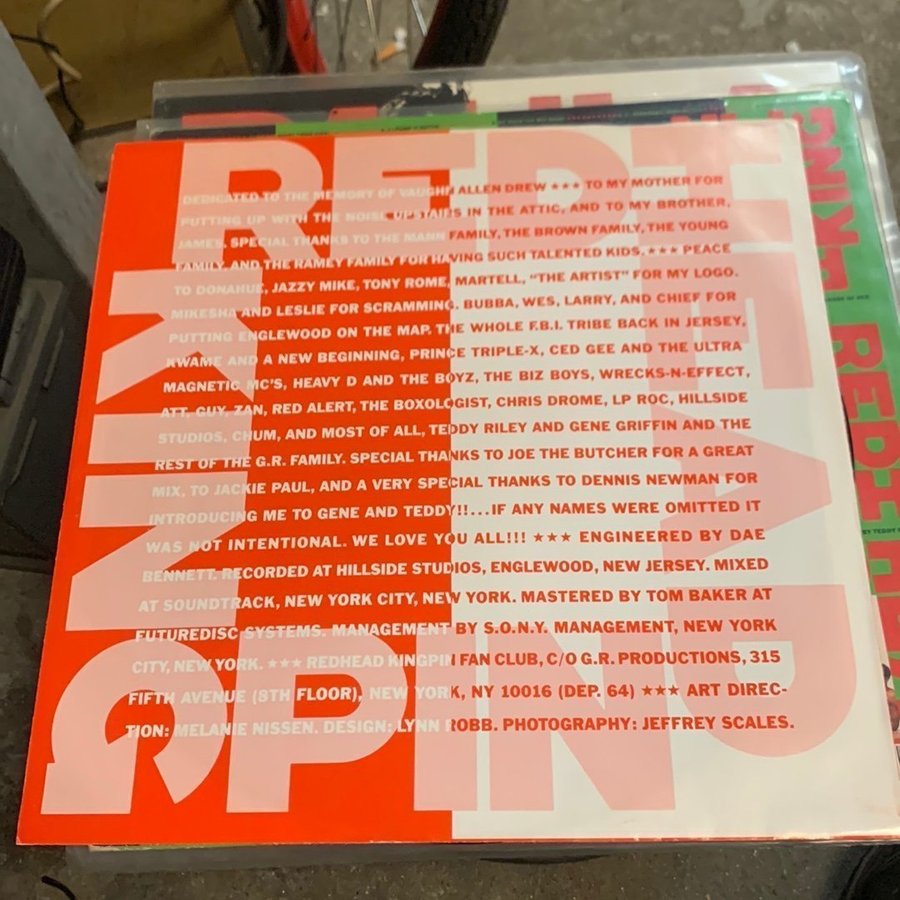 REDHEAD
KINGPIN
DEDICATED TO THE MEMORY OF VAUGHN ALLEN DREW ★★★ TO MY MOTHER FOR
PUTTING UP WITH THE NOISE UPSTAIRS IN THE ATTIC, AND TO MY BROTHER,
JAMES. SPECIAL THANKS TO THE MANN FAMILY, THE BROWN FAMILY, THE YOUNG
FAMILY AND THE RAMEY FAMILY FOR HAVING SUCH TALENTED KIDS. ★★★ PEACE
TO DONAHUE, JAZZY MIKE, TONY ROME, MARTELL, "THE ARTIST" FOR MY LOGO.
MIKESHA AND LESLIE FOR SCRAMMING. BUBBA, WES, LARRY, AND CHIEF FOR
PUTTING ENGLEWOOD ON THE MAP. THE WHOLE F.B.I. TRIBE BACK IN JERSEY,
KWAME AND A NEW BEGINNING, PRINCE TRIPLE-X, CED GEE AND THE ULTRA
MAGNETIC MC'S, HEAVY D AND THE BOYZ, THE BIZ BOYS, WRECKS-N-EFFECT,
ATT, GUY, ZAN, RED ALERT, THE BOXOLOGIST, CHRIS DROME, LP ROC, HILLSIDE
STUDIOS, CHUM, AND MOST OF ALL, TEDDY RILEY AND GENE GRIFFIN AND THE
REST OF THE G.R. FAMILY. SPECIAL THANKS TO JOE THE BUTCHER FOR A GREAT
MIX, TO JACKIE PAUL, AND A VERY SPECIAL THANKS TO DENNIS NEWMAN FOR
INTRODUCING ME TO GENE AND TEDDY!!...IF ANY NAMES WERE OMITTED IT
WAS NOT INTENTIONAL. WE LOVE YOU ALL!!! ★★★ ENGINEERED BY DAE
BENNETT. RECORDED AT HILLSIDE STUDIOS, ENGLEWOOD, NEW JERSEY. MIXED
AT SOUNDTRACK, NEW YORK CITY, NEW YORK. MASTERED BY TOM BAKER AT
FUTUREDISC SYSTEMS. MANAGEMENT BY S.O.N.Y. MANAGEMENT, NEW YORK
CITY, NEW YORK. ★★★ REDHEAD KINGPIN FAN CLUB, C/O G.R. PRODUCTIONS, 315
FIFTH AVENUE (8TH FLOOR), NEW YORK, NY 10016 (DEP. 64) ★★★ ART DIREC-
TION: MELANIE NISSEN. DESIGN: LYNN ROBB. PHOTOGRAPHY: JEFFREY SCALES.